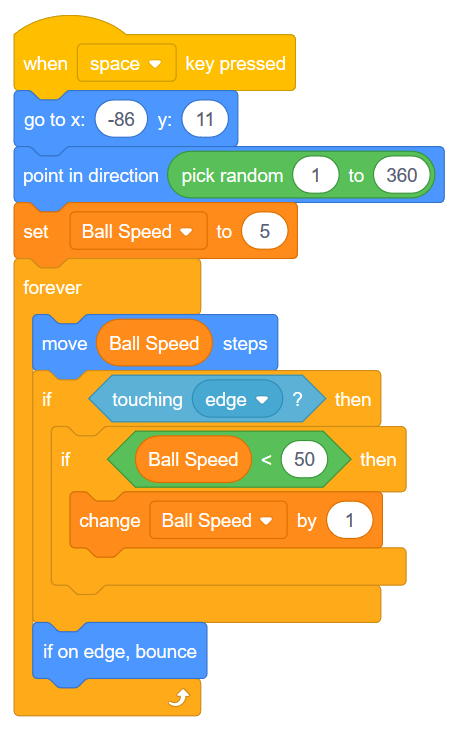 when space key pressed
go to x: -86 y: 11
point in direction pick random 1 to 360
set Ball Speed to 5
forever
move Ball Speed steps
if touching edge ? then
if Ball Speed < 50 then
change Ball Speed by 1
if on edge, bounce